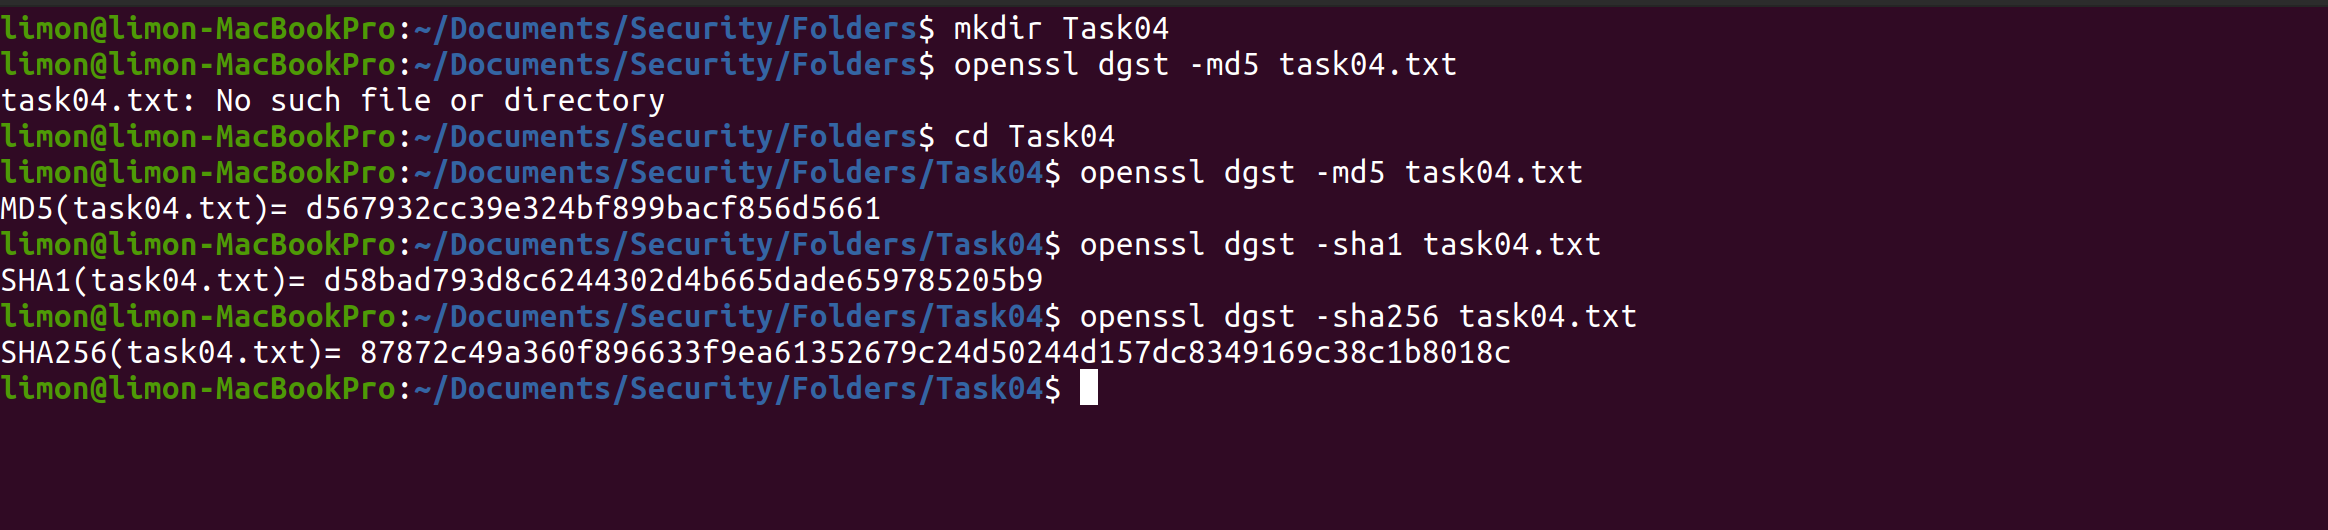 limon@limon-MacBookPro:~/Documents/Security/Folders$ mkdir Task04
limon@limon-MacBookPro:~/Documents/Security/Folders$ openssl dgst -md5 task04.txt
task04.txt: No such file or directory
limon@limon-MacBookPro:~/Documents/Security/Folders$ cd Task04
limon@limon-MacBookPro:~/Documents/Security/Folders/Task04$ openssl dgst -md5 task04.txt
MD5(task04.txt)= d567932cc39e324bf899bacf856d5661
limon@limon-MacBookPro:~/Documents/Security/Folders/Task04$ openssl dgst -sha1 task04.txt
SHA1(task04.txt)= d58bad793d8c6244302d4b665dade659785205b9
limon@limon-MacBookPro:~/Documents/Security/Folders/Task04$ openssl dgst -sha256 task04.txt
SHA256(task04.txt)= 87872c49a360f896633f9ea61352679c24d50244d157dc8349169c38c1b8018c
limon@limon-MacBookPro:~/Documents/Security/Folders/Task04$